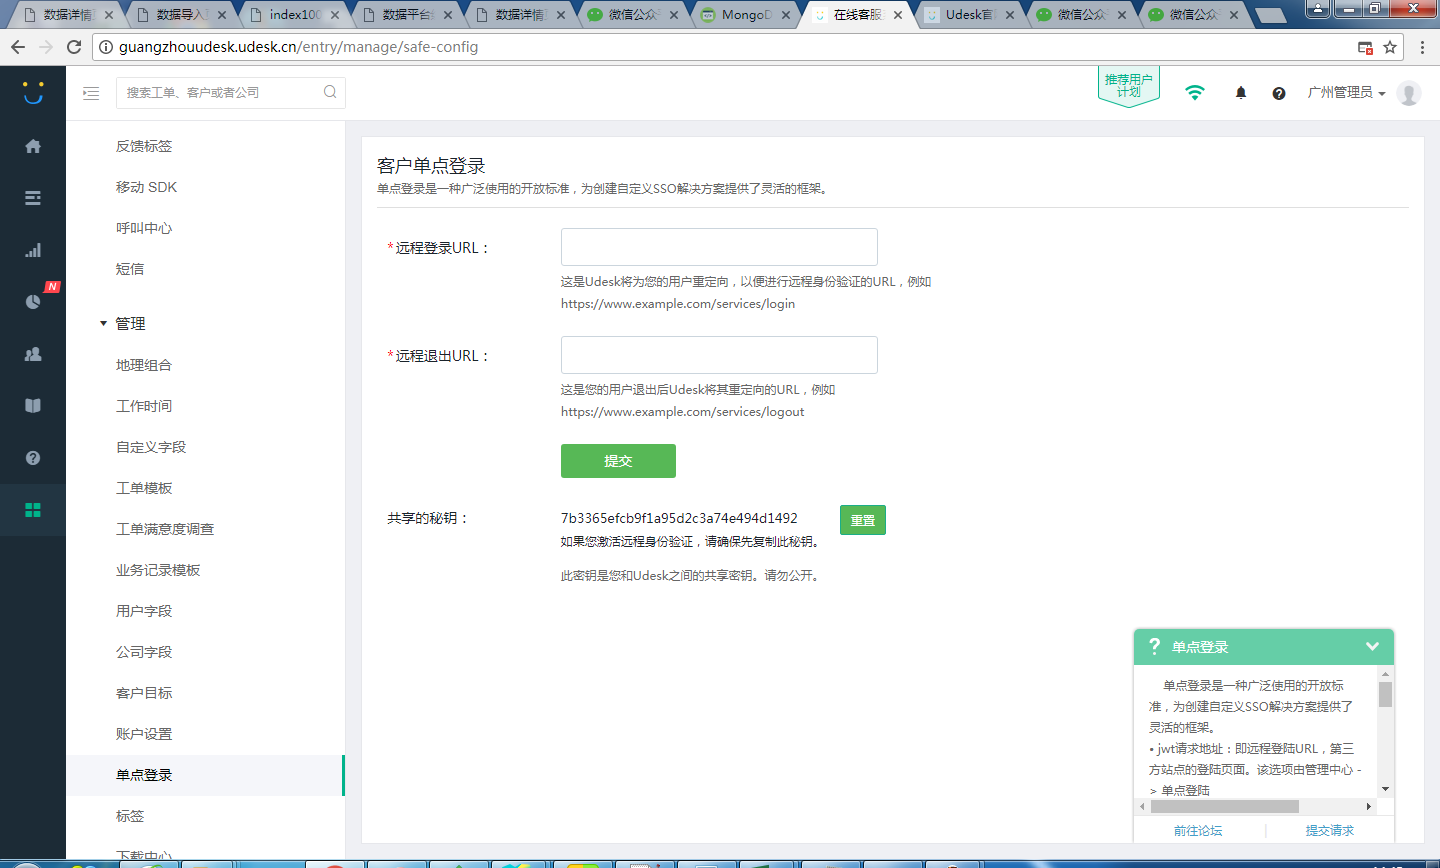 数据详情
数据导入
index100
数据平台
数据详情
微信公众
MongoD
在线客服
Udesk官
微信公众
微信公众
guangzhouudesk.udesk.cn/entry/manage/safe-config
搜索工单、客户或者公司
推荐用户
计划
广州管理员
N
反馈标签
移动 SDK
呼叫中心
短信
管理
地理组合
工作时间
自定义字段
工单模板
工单满意度调查
业务记录模板
用户字段
公司字段
客户目标
账户设置
单点登录
标签
下载中心
客户单点登录
单点登录是一种广泛使用的开放标准，为创建自定义SSO解决方案提供了灵活的框架。
*远程登录URL：
这是Udesk将为您的用户重定向，以便进行远程身份验证的URL，例如
https://www.example.com/services/login
*远程退出URL：
这是您的用户退出后Udesk将其重定向的URL，例如
https://www.example.com/services/logout
提交
共享的秘钥：
7b3365efcb9f1a95d2c3a74e494d1492
重置
如果您激活远程身份验证，请确保先复制此秘钥。
此密钥是您和Udesk之间的共享密钥。请勿公开。
? 单点登录
单点登录是一种广泛使用的开放标
准，为创建自定义SSO解决方案提供了
灵活的框架。
• jwt请求地址：即远程登陆URL，第三
方站点的登陆页面。该选项由管理中心 -
> 单点登陆
前往论坛
提交请求